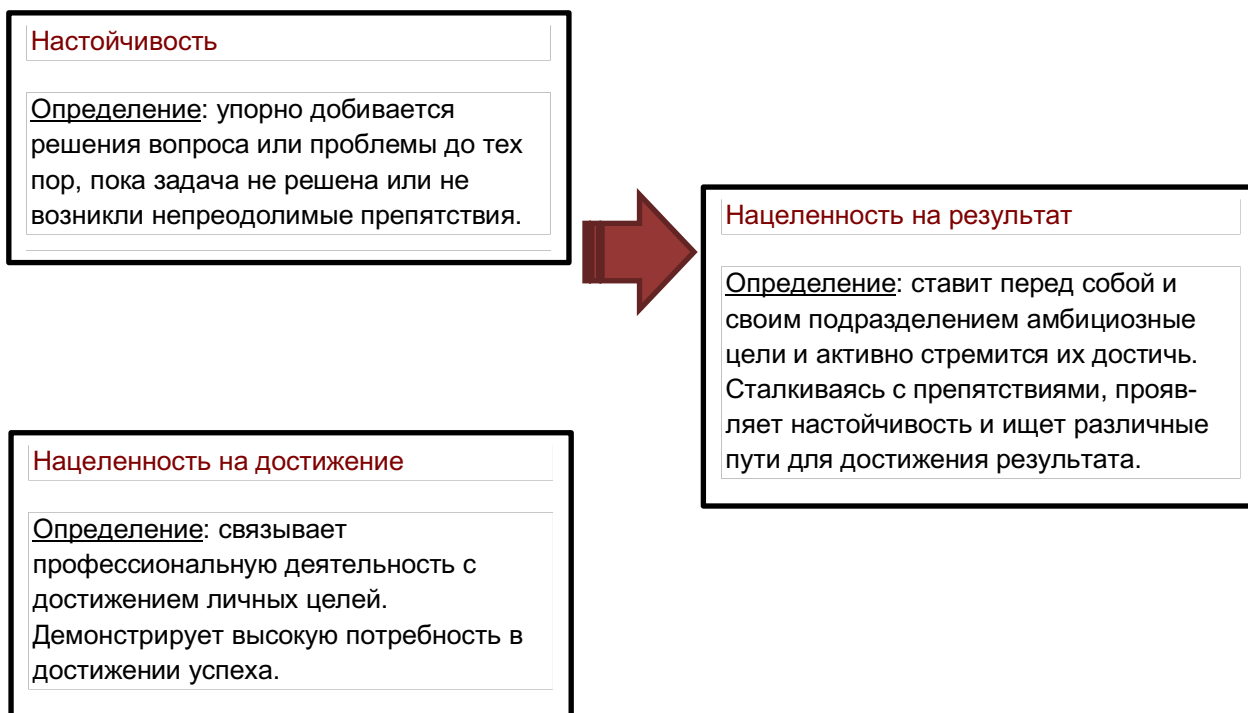 Настойчивость
Определение: упорно добивается
решения вопроса или проблемы до тех
пор, пока задача не решена или не
возникли непреодолимые препятствия.
Нацеленность на достижение
Определение: связывает
профессиональную деятельность с
достижением личных целей.
Демонстрирует высокую потребность в
достижении успеха.
Нацеленность на результат
Определение: ставит перед собой и
своим подразделением амбициозные
цели и активно стремится их достичь.
Сталкиваясь с препятствиями, прояв-
ляет настойчивость и ищет различные
пути для достижения результата.